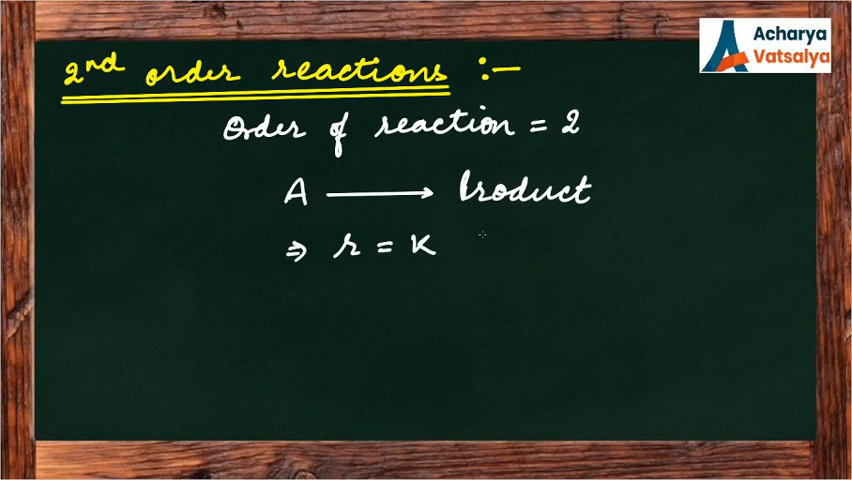 Acharya
Vatsalya
2nd order reactions :-
Order of reaction = 2
A ⟶ Product
⇒ r = K